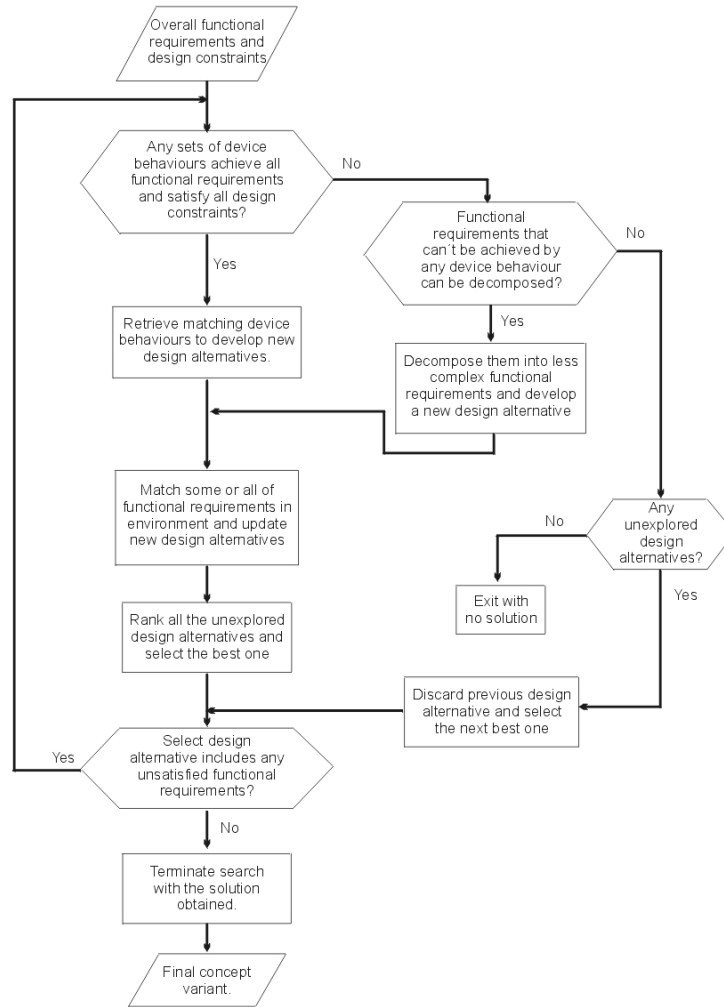 Overall functional
requirements and
design constraints
Any sets of device
behaviours achieve all
functional requirements
and satisfy all design
constraints?
No
Yes
Functional
requirements that
can´t be achieved by
any device behaviour
can be decomposed?
No
Yes
Retrieve matching device
behaviours to develop new
design alternatives.
Decompose them into less
complex functional
requirements and develop
a new design alternative
Match some or all of
functional requirements in
environment and update
new design alternatives
Any
unexplored
design
alternatives?
No
Yes
Exit with
no solution
Rank all the unexplored
design alternatives and
select the best one
Discard previous design
alternative and select
the next best one
Select design
alternative includes any
unsatisfied functional
requirements?
Yes
No
Terminate search
with the solution
obtained.
Final concept
variant.